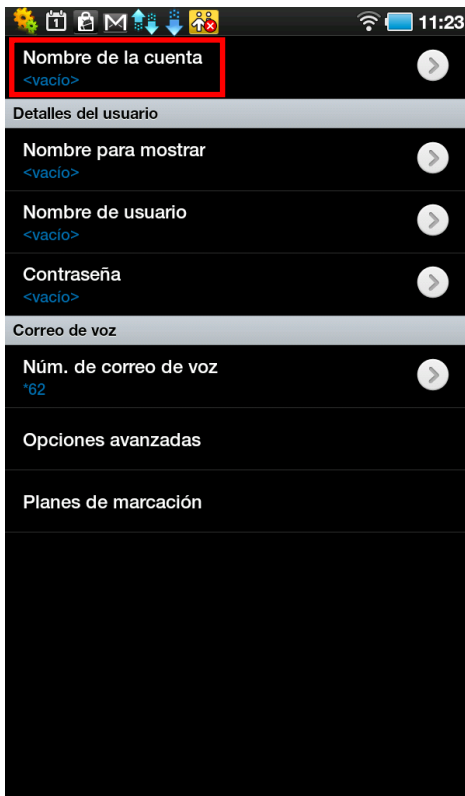 11:23
Nombre de la cuenta
<vacío>
Detalles del usuario
Nombre para mostrar
<vacío>
Nombre de usuario
<vacío>
Contraseña
<vacío>
Correo de voz
Núm. de correo de voz
*62
Opciones avanzadas
Planes de marcación